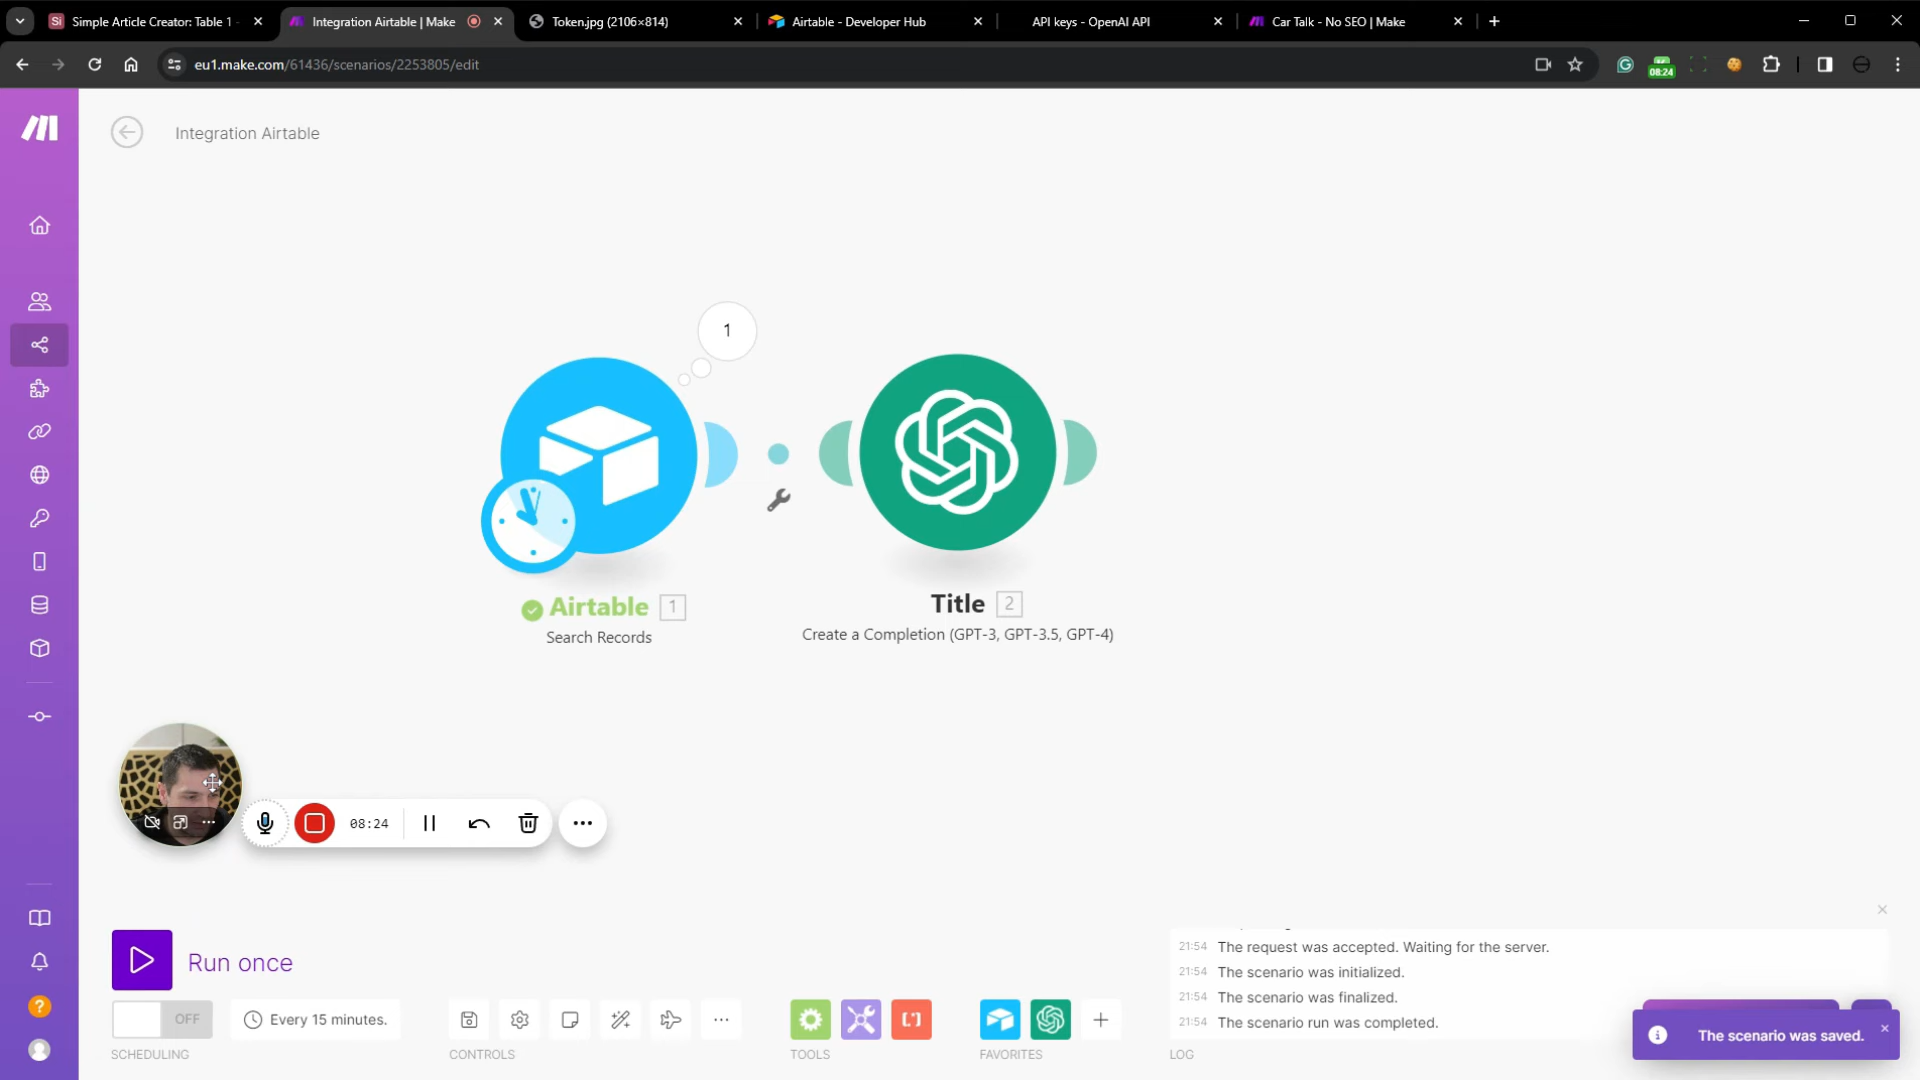 Simple Article Creator: Table 1 -
Integration Airtable | Make
Token.jpg (2106×814)
Airtable - Developer Hub
API keys - OpenAI API
Car Talk - No SEO | Make
eu1.make.com/61436/scenarios/2253805/edit
08:24
Integration Airtable
1
Airtable 1
Search Records
Title 2
Create a Completion (GPT-3, GPT-3.5, GPT-4)
08:24
Run once
OFF
Every 15 minutes.
SCHEDULING
CONTROLS
TOOLS
FAVORITES
21:54 The request was accepted. Waiting for the server.
21:54 The scenario was initialized.
21:54 The scenario was finalized.
21:54 The scenario run was completed.
LOG
The scenario was saved.